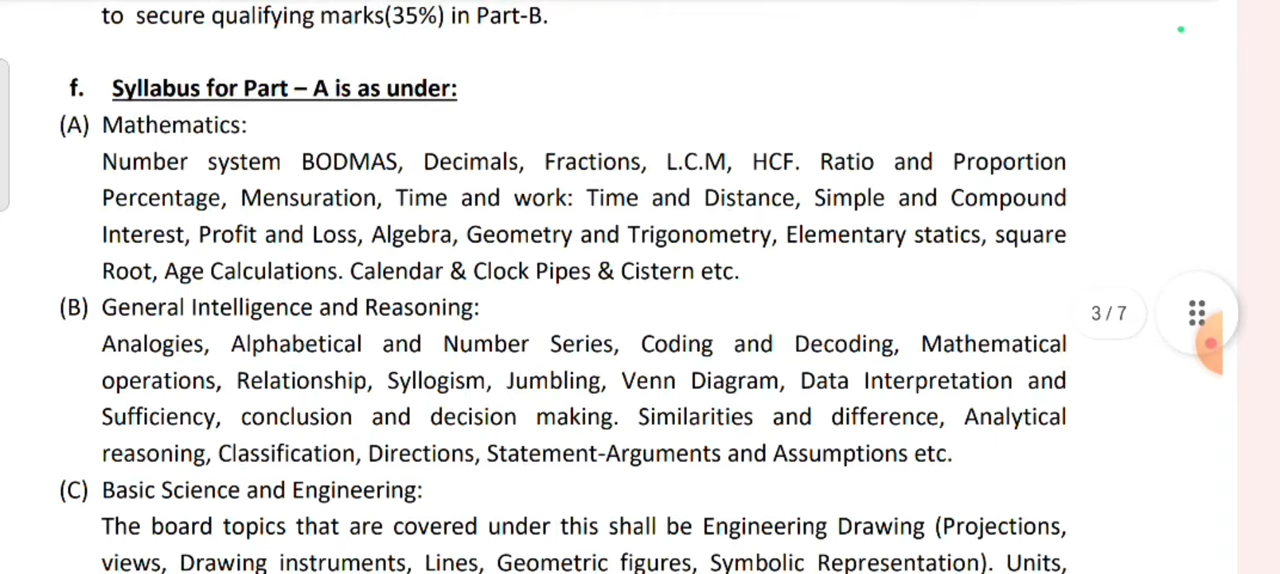 to secure qualifying marks(35%) in Part-B.
f. Syllabus for Part – A is as under:
(A) Mathematics:
Number system BODMAS, Decimals, Fractions, L.C.M, HCF. Ratio and Proportion
Percentage, Mensuration, Time and work: Time and Distance, Simple and Compound
Interest, Profit and Loss, Algebra, Geometry and Trigonometry, Elementary statics, square
Root, Age Calculations. Calendar & Clock Pipes & Cistern etc.
(B) General Intelligence and Reasoning:
3/7
Analogies, Alphabetical and Number Series, Coding and Decoding, Mathematical
operations, Relationship, Syllogism, Jumbling, Venn Diagram, Data Interpretation and
Sufficiency, conclusion and decision making. Similarities and difference, Analytical
reasoning, Classification, Directions, Statement-Arguments and Assumptions etc.
(C) Basic Science and Engineering:
The board topics that are covered under this shall be Engineering Drawing (Projections,
views, Drawing instruments, Lines, Geometric figures, Symbolic Representation). Units,